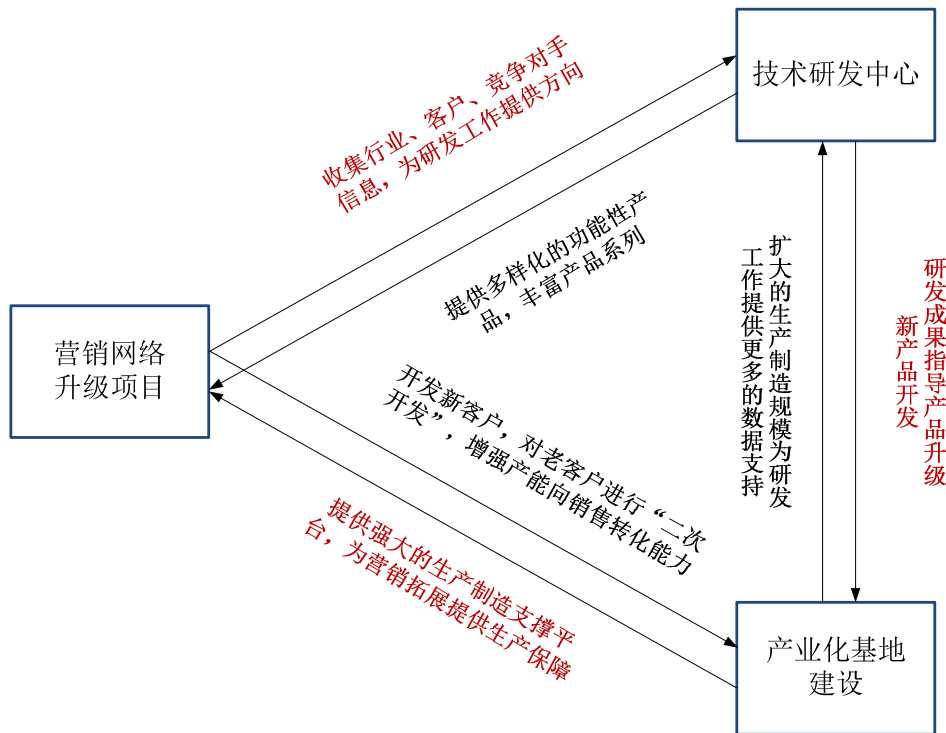 技术研发中心
收集行业、客户、竞争对手
信息，为研发工作提供方向
提供多样化的功能性产
品，丰富产品系列
扩大的生产制造规模为研发
工作提供更多的数据支持
研发成果指导产品升级
新产品开发
营销网络
升级项目
开发新客户，对老客户进行“二次
开发”，增强产能向销售转化能力
提供强大的生产制造支撑平
台，为营销拓展提供生产保障
产业化基地
建设